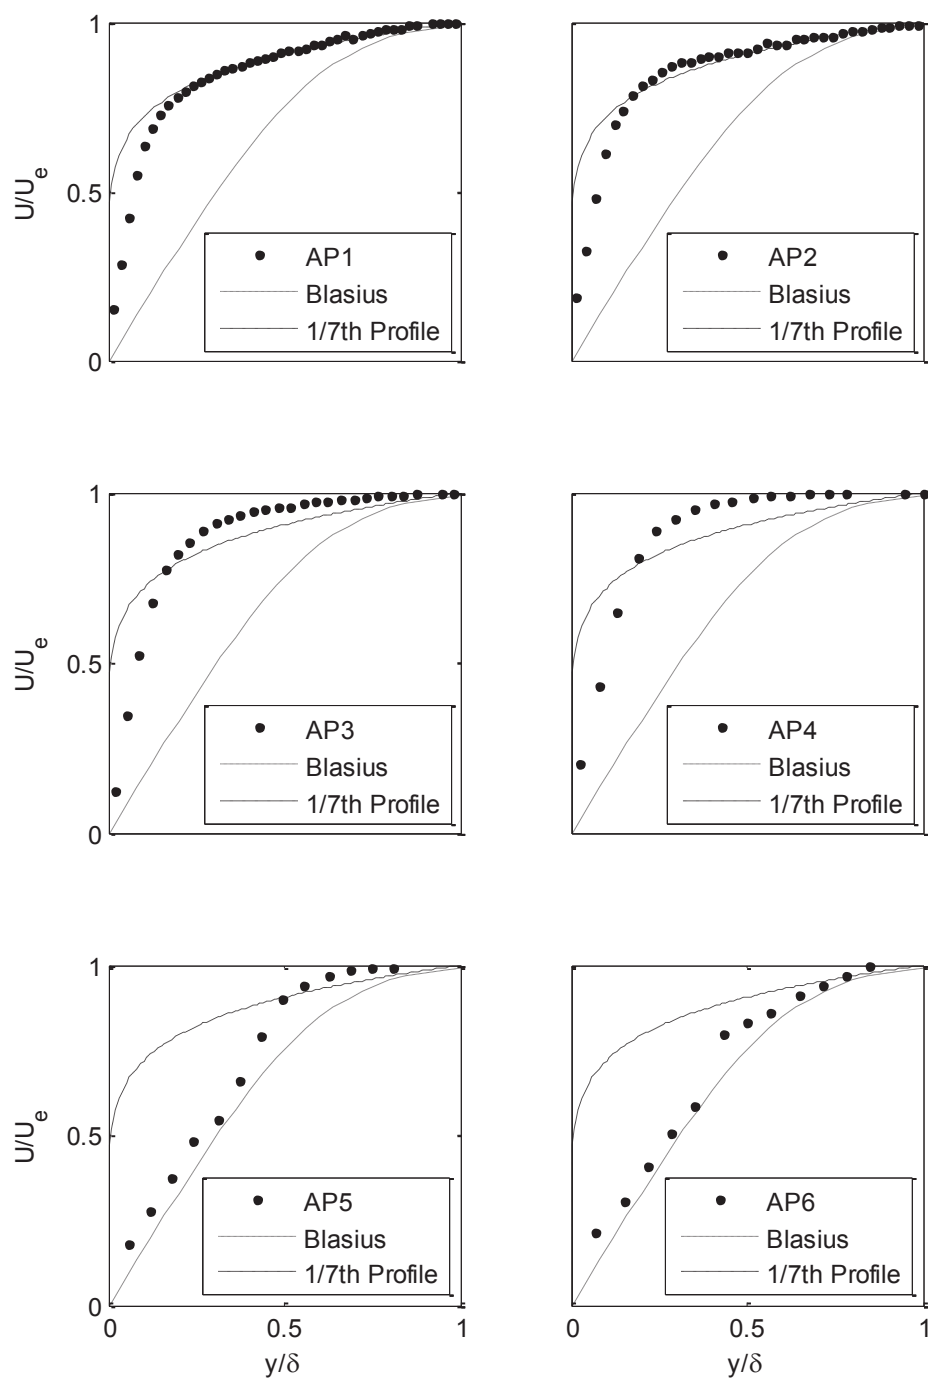 1
0.5
0
U/U_e
AP1
Blasius
1/7th Profile
AP2
Blasius
1/7th Profile
1
0.5
0
U/U_e
AP3
Blasius
1/7th Profile
AP4
Blasius
1/7th Profile
1
0.5
0
U/U_e
AP5
Blasius
1/7th Profile
0 0.5 1
y/δ
AP6
Blasius
1/7th Profile
0 0.5 1
y/δ